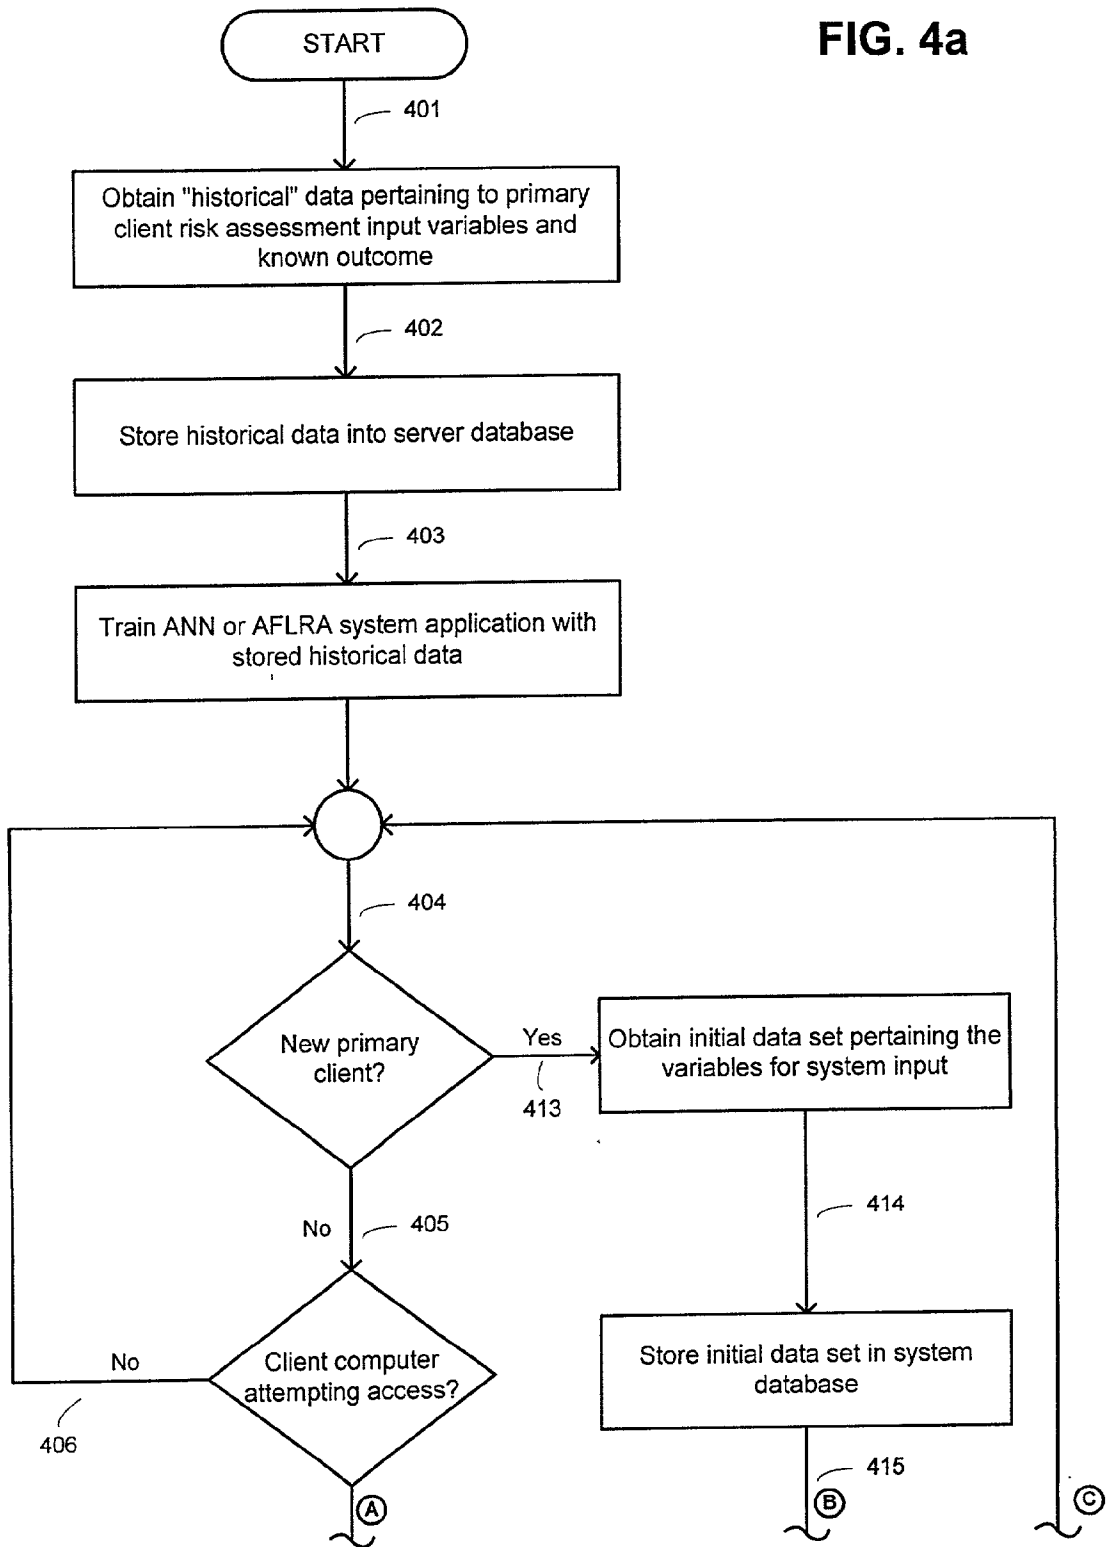 START
FIG. 4a
401
Obtain "historical" data pertaining to primary
client risk assessment input variables and
known outcome
402
Store historical data into server database
403
Train ANN or AFLRA system application with
stored historical data
404
New primary
client?
Yes
413
Obtain initial data set pertaining the
variables for system input
No
405
414
Client computer
attempting access?
No
406
Store initial data set in system
database
415
A
B
C